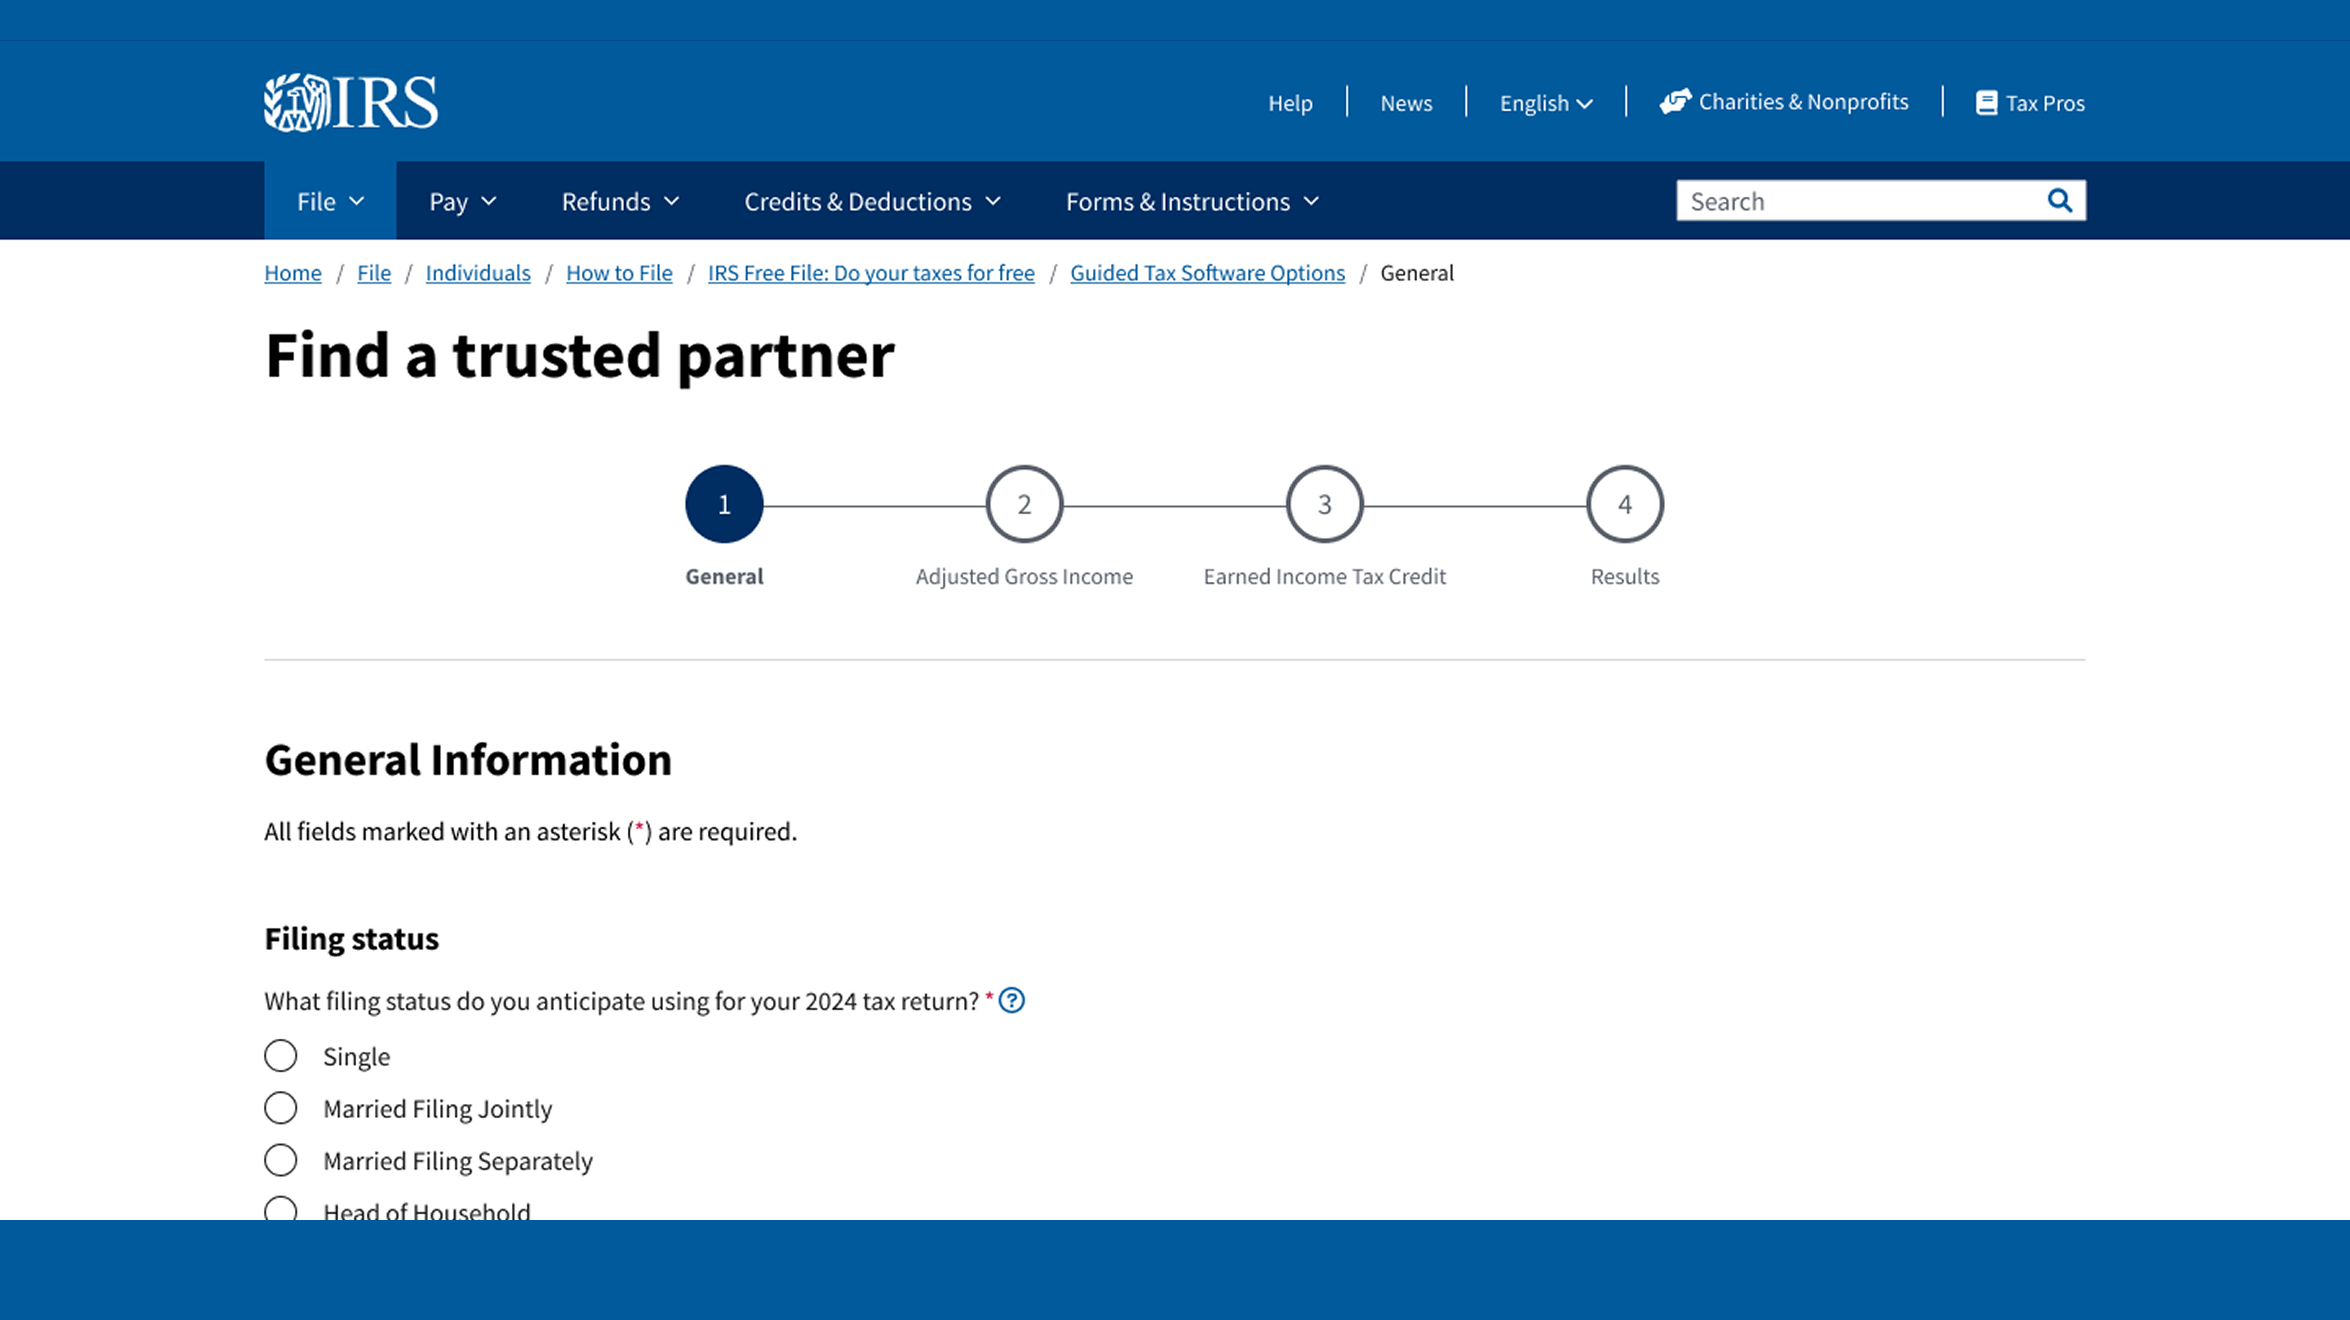 IRS
Help
News
English
Charities & Nonprofits
Tax Pros
File
Pay
Refunds
Credits & Deductions
Forms & Instructions
Search
Home / File / Individuals / How to File / IRS Free File: Do your taxes for free / Guided Tax Software Options / General
Find a trusted partner
1
2
3
4
General
Adjusted Gross Income
Earned Income Tax Credit
Results
General Information
All fields marked with an asterisk (*) are required.
Filing status
What filing status do you anticipate using for your 2024 tax return? * ?
Single
Married Filing Jointly
Married Filing Separately
Head of Household